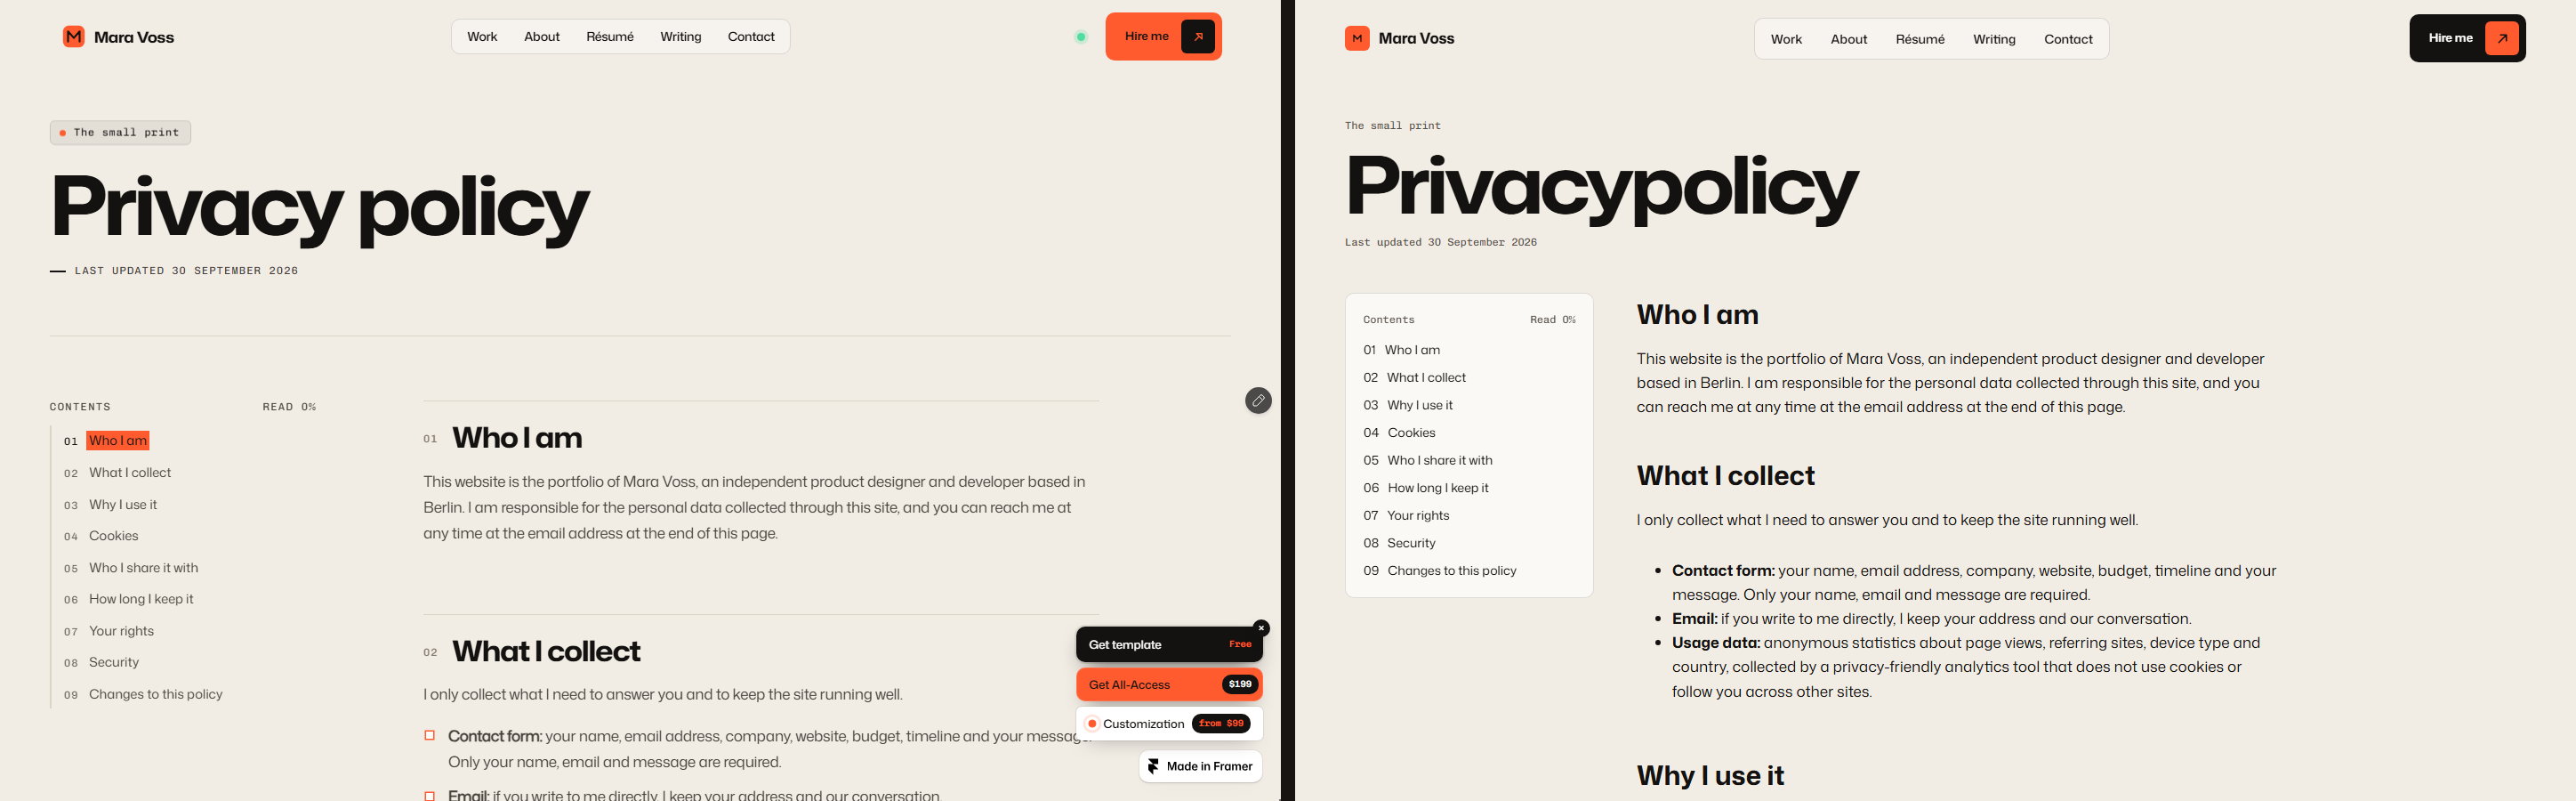 Mara Voss
Work About Résumé Writing Contact
Hire me
The small print
Privacy policy
LAST UPDATED 30 SEPTEMBER 2026
CONTENTS READ 0%
01 Who I am
02 What I collect
03 Why I use it
04 Cookies
05 Who I share it with
06 How long I keep it
07 Your rights
08 Security
09 Changes to this policy
01 Who I am
This website is the portfolio of Mara Voss, an independent product designer and developer based in
Berlin. I am responsible for the personal data collected through this site, and you can reach me at
any time at the email address at the end of this page.
02 What I collect
I only collect what I need to answer you and to keep the site running well.
Contact form: your name, email address, company, website, budget, timeline and your message.
Only your name, email and message are required.
Email: if you write to me directly, I keep your address and our conversation.
Get template Free
Get All-Access $199
Customization from $99
Made in Framer
Mara Voss
Work About Résumé Writing Contact
Hire me
The small print
Privacypolicy
Last updated 30 September 2026
Contents Read 0%
01 Who I am
02 What I collect
03 Why I use it
04 Cookies
05 Who I share it with
06 How long I keep it
07 Your rights
08 Security
09 Changes to this policy
Who I am
This website is the portfolio of Mara Voss, an independent product designer and developer
based in Berlin. I am responsible for the personal data collected through this site, and you
can reach me at any time at the email address at the end of this page.
What I collect
I only collect what I need to answer you and to keep the site running well.
Contact form: your name, email address, company, website, budget, timeline and your
message. Only your name, email and message are required.
Email: if you write to me directly, I keep your address and our conversation.
Usage data: anonymous statistics about page views, referring sites, device type and
country, collected by a privacy-friendly analytics tool that does not use cookies or
follow you across other sites.
Why I use it